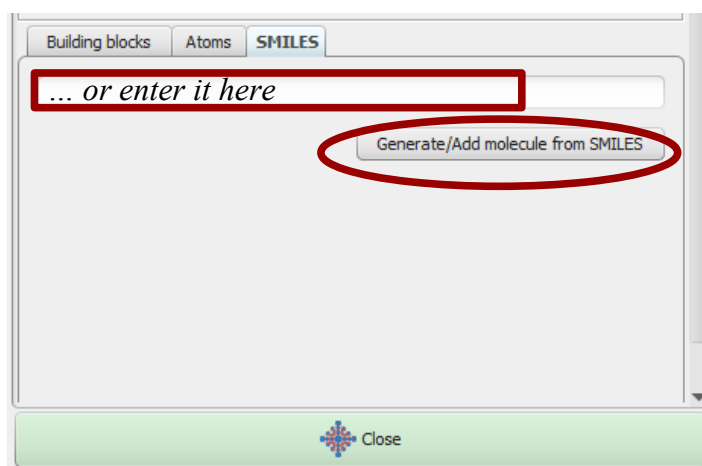 Building blocks Atoms SMILES
... or enter it here
Generate/Add molecule from SMILES
Close